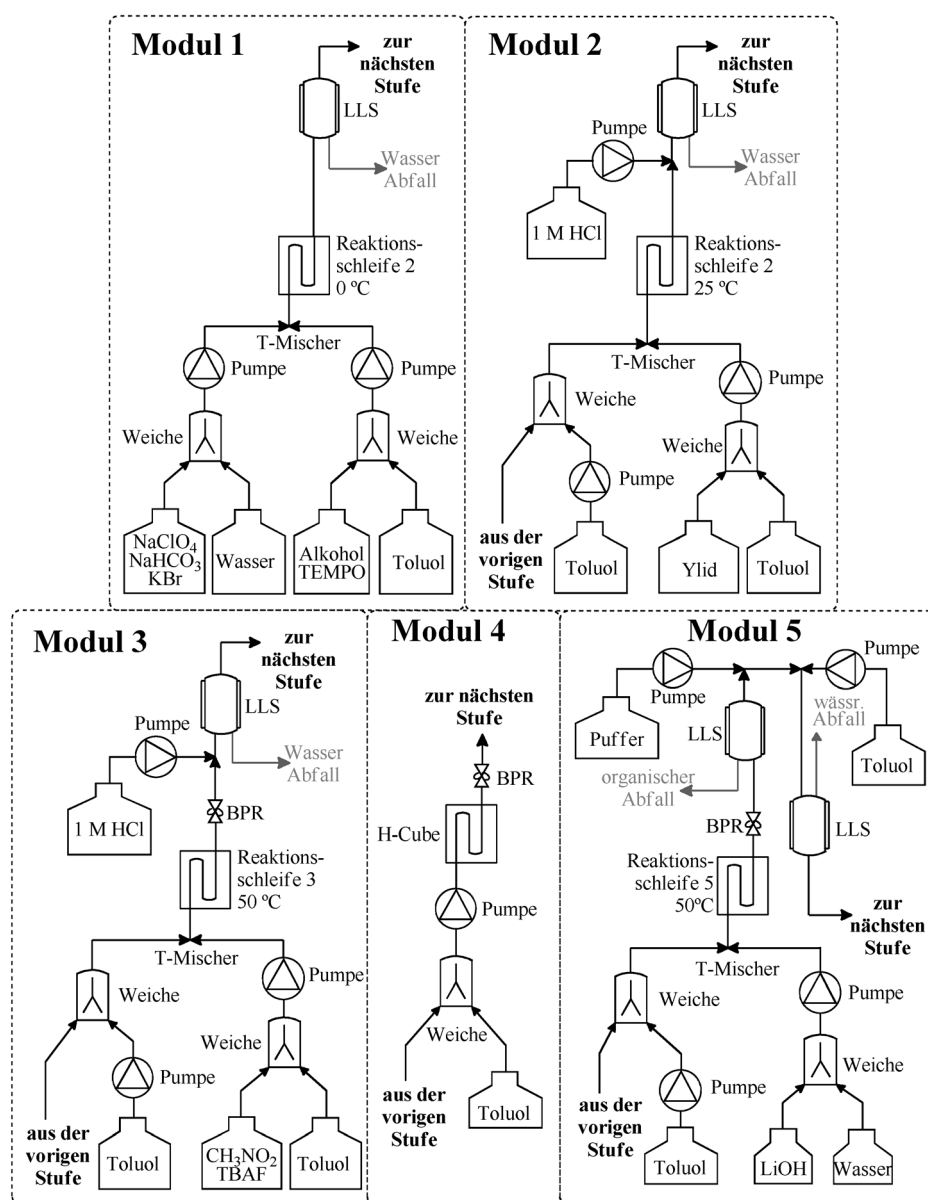 Modul 1
zur
nächsten
Stufe
LLS
Wasser
Abfall
Reaktions-
schleife 2
0 ºC
T-Mischer
Pumpe
Pumpe
Weiche
Weiche
NaClO4
NaHCO3
KBr
Wasser
Alkohol
TEMPO
Toluol
Modul 2
zur
nächsten
Stufe
LLS
Pumpe
Wasser
Abfall
1 M HCl
Reaktions-
schleife 2
25 ºC
T-Mischer
Pumpe
Weiche
Weiche
Pumpe
aus der
vorigen
Stufe
Toluol
Ylid
Toluol
Modul 3
zur
nächsten
Stufe
LLS
Pumpe
Wasser
Abfall
BPR
1 M HCl
Reaktions-
schleife 3
50 ºC
T-Mischer
Pumpe
Weiche
Weiche
Pumpe
aus der
vorigen
Stufe
Toluol
CH3NO2
TBAF
Toluol
Modul 4
zur nächsten
Stufe
BPR
H-Cube
Pumpe
Weiche
aus der
vorigen
Stufe
Toluol
Modul 5
Pumpe
Pumpe
Puffer
LLS
wässr.
Abfall
Toluol
organischer
Abfall
BPR
LLS
Reaktions-
schleife 5
50ºC
zur
nächsten
Stufe
T-Mischer
Weiche
Pumpe
Weiche
Pumpe
aus der
vorigen
Stufe
Toluol
LiOH
Wasser